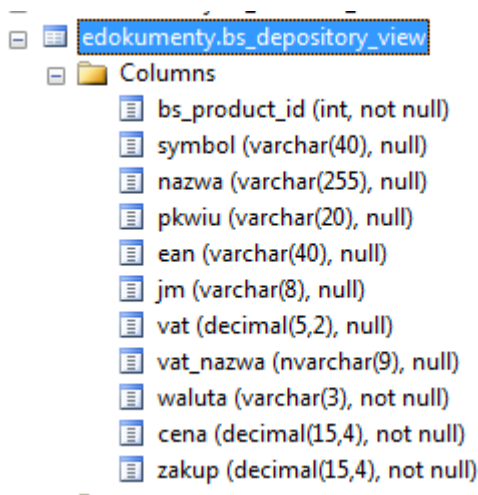 edokumenty.bs_depository_view
Columns
bs_product_id (int, not null)
symbol (varchar(40), null)
nazwa (varchar(255), null)
pkwiu (varchar(20), null)
ean (varchar(40), null)
jm (varchar(8), null)
vat (decimal(5,2), null)
vat_nazwa (nvarchar(9), null)
waluta (varchar(3), not null)
cena (decimal(15,4), not null)
zakup (decimal(15,4), not null)